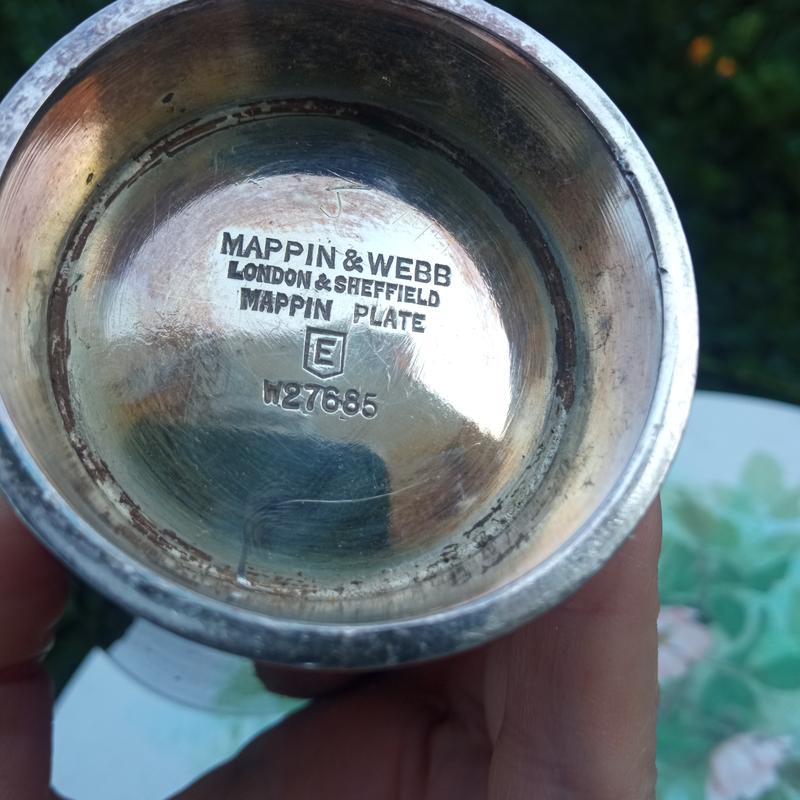 MAPPIN & WEBB
LONDON & SHEFFIELD
MAPPIN PLATE
E
W27685